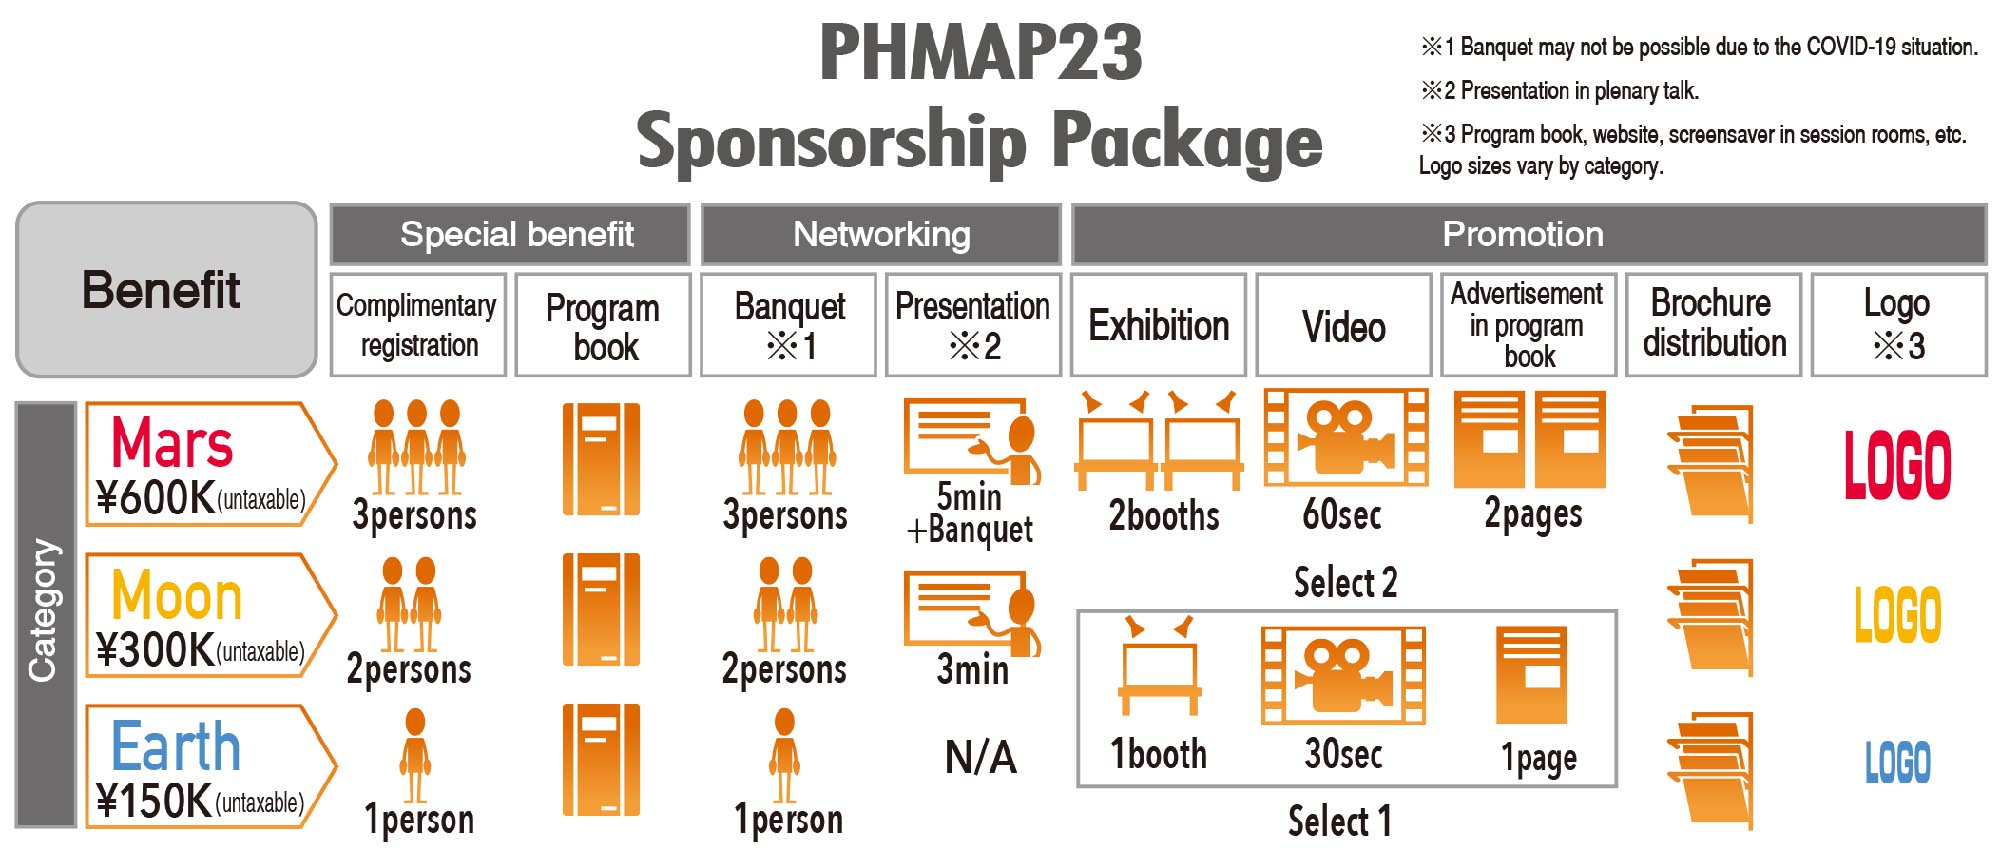 PHMAP23
Sponsorship Package
※1 Banquet may not be possible due to the COVID-19 situation.
※2 Presentation in plenary talk.
※3 Program book, website, screensaver in session rooms, etc.
Logo sizes vary by category.
Benefit
Special benefit
Networking
Promotion
Complimentary
registration
Program
book
Banquet
※1
Presentation
※2
Exhibition
Video
Advertisement
in program
book
Brochure
distribution
Logo
※3
Category
Mars
¥600K(untaxable)
3persons
3persons
5min
+Banquet
2booths
60sec
2pages
LOGO
Moon
¥300K(untaxable)
2persons
2persons
3min
Select 2
LOGO
Earth
¥150K(untaxable)
1person
1person
N/A
1booth
30sec
1page
Select 1
LOGO